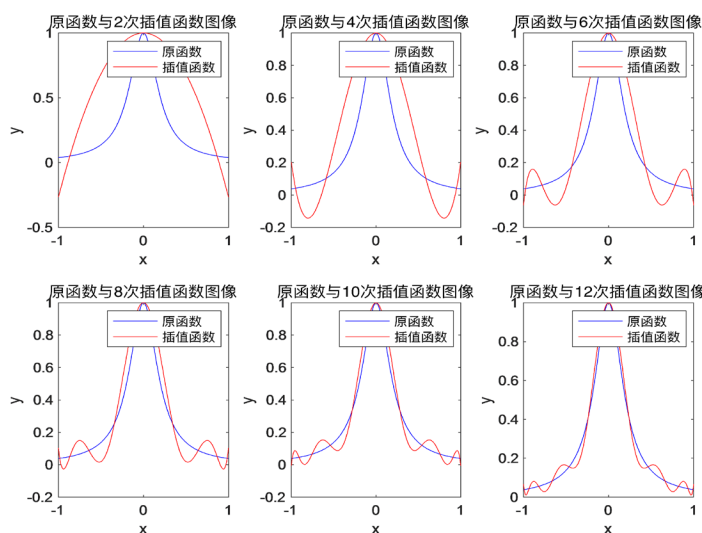 原函数与2次插值函数图像
原函数与4次插值函数图像
原函数与6次插值函数图像
1
0.5
0
-0.5
y
原函数
插值函数
-1
0
1
x
1
0.8
0.6
0.4
0.2
0
-0.2
y
原函数
插值函数
-1
0
1
x
1
0.8
0.6
0.4
0.2
0
-0.2
y
原函数
插值函数
-1
0
1
x
原函数与8次插值函数图像
原函数与10次插值函数图像
原函数与12次插值函数图像
1
0.8
0.6
0.4
0.2
0
-0.2
y
原函数
插值函数
-1
0
1
x
1
0.8
0.6
0.4
0.2
0
-0.2
y
原函数
插值函数
-1
0
1
x
1
0.8
0.6
0.4
0.2
0
y
原函数
插值函数
-1
0
1
x